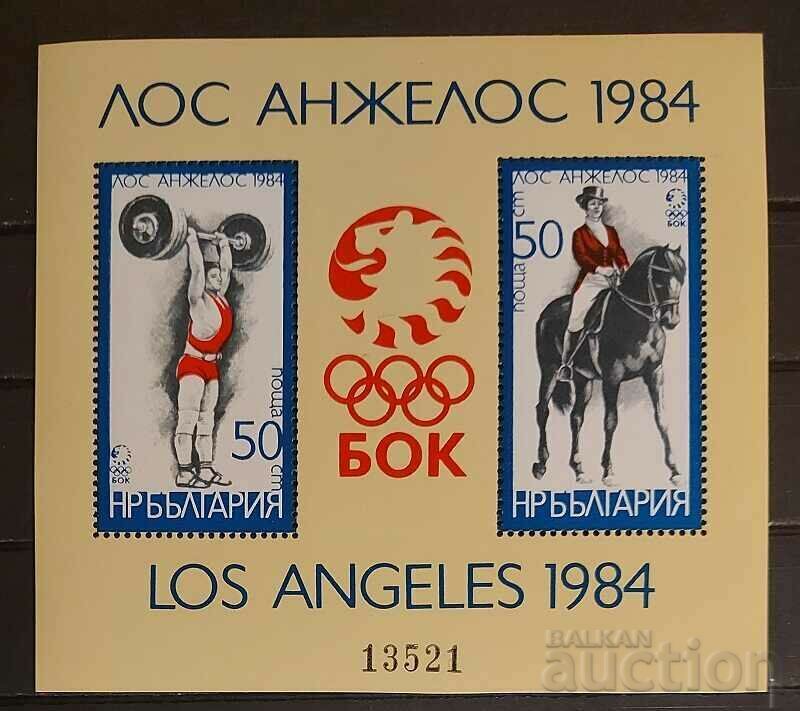 ЛОС АНЖЕЛОС 1984
ЛОС АНЖЕЛОС 1984
поща
50
ст
БОК
НРБЪЛГАРИЯ
БОК
ЛОС АНЖЕЛОС 1984
50 ст
поща
БОК
НРБЪЛГАРИЯ
LOS ANGELES 1984
13521
BALKAN
auction